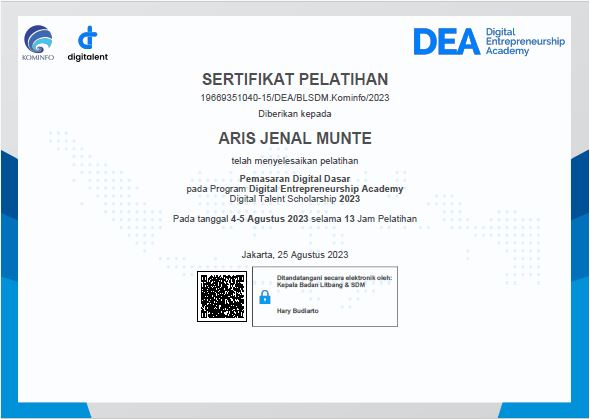 KOMINFO
digitalent
DEA Digital
Entrepreneurship
Academy
SERTIFIKAT PELATIHAN
19669351040-15/DEA/BLSDM.Kominfo/2023
Diberikan kepada
ARIS JENAL MUNTE
telah menyelesaikan pelatihan
Pemasaran Digital Dasar
pada Program Digital Entrepreneurship Academy
Digital Talent Scholarship 2023
Pada tanggal 4-5 Agustus 2023 selama 13 Jam Pelatihan
Jakarta, 25 Agustus 2023
Ditandatangani secara elektronik oleh:
Kepala Badan Litbang & SDM
Hary Budiarto